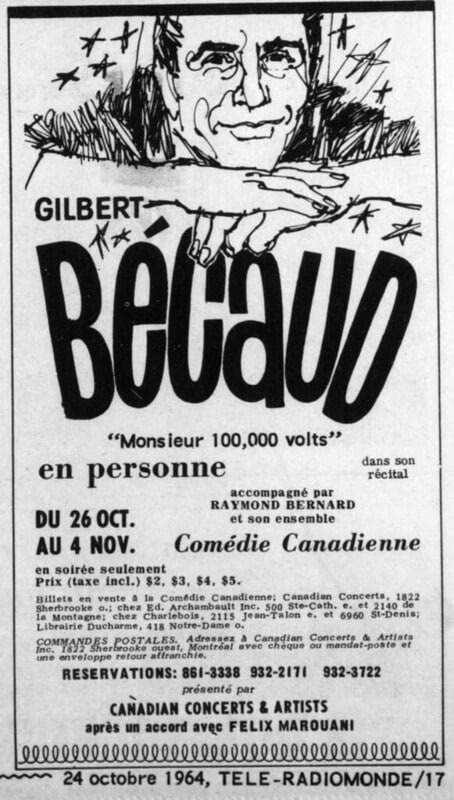 GILBERT
BÉCAUD
"Monsieur 100,000 volts"
en personne
dans son
récital
accompagné par
RAYMOND BERNARD
et son ensemble
DU 26 OCT.
AU 4 NOV.
Comédie Canadienne
en soirée seulement
Prix (taxe incl.) $2, $3, $4, $5.
Billets en vente à la Comédie Canadienne; Canadian Concerts, 1822
Sherbrooke o.; chez Ed. Archambault Inc. 500 Ste-Cath. e. et 2140 de
la Montagne; chez Charlebois, 2115 Jean-Talon e. et 6960 St-Denis;
Librairie Ducharme, 418 Notre-Dame o.
COMMANDES POSTALES. Adressez à Canadian Concerts & Artists
Inc. 1822 Sherbrooke ouest, Montréal avec chèque ou mandat-poste et
une enveloppe retour affranchie.
RESERVATIONS: 861-3338 932-2171 932-3722
présenté par
CANADIAN CONCERTS & ARTISTS
après un accord avec FELIX MAROUANI
24 octobre 1964, TELE-RADIOMONDE/17